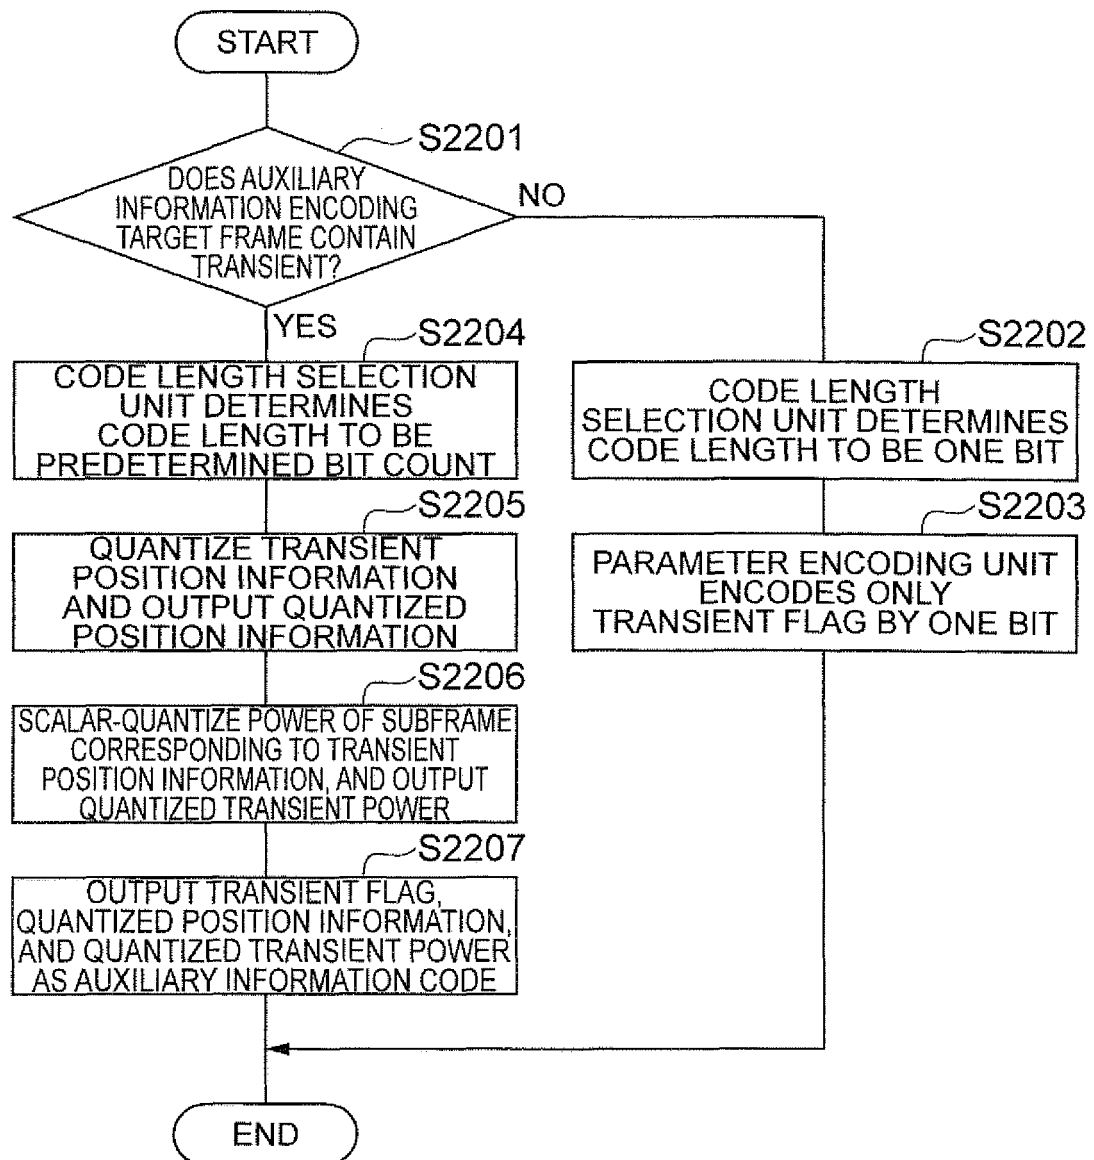 START
S2201
DOES AUXILIARY
INFORMATION ENCODING
TARGET FRAME CONTAIN
TRANSIENT?
NO
YES
S2204
CODE LENGTH SELECTION
UNIT DETERMINES
CODE LENGTH TO BE
PREDETERMINED BIT COUNT
S2202
CODE LENGTH
SELECTION UNIT DETERMINES
CODE LENGTH TO BE ONE BIT
S2205
QUANTIZE TRANSIENT
POSITION INFORMATION
AND OUTPUT QUANTIZED
POSITION INFORMATION
S2203
PARAMETER ENCODING UNIT
ENCODES ONLY
TRANSIENT FLAG BY ONE BIT
S2206
SCALAR-QUANTIZE POWER OF SUBFRAME
CORRESPONDING TO TRANSIENT
POSITION INFORMATION, AND OUTPUT
QUANTIZED TRANSIENT POWER
S2207
OUTPUT TRANSIENT FLAG,
QUANTIZED POSITION INFORMATION,
AND QUANTIZED TRANSIENT POWER
AS AUXILIARY INFORMATION CODE
END